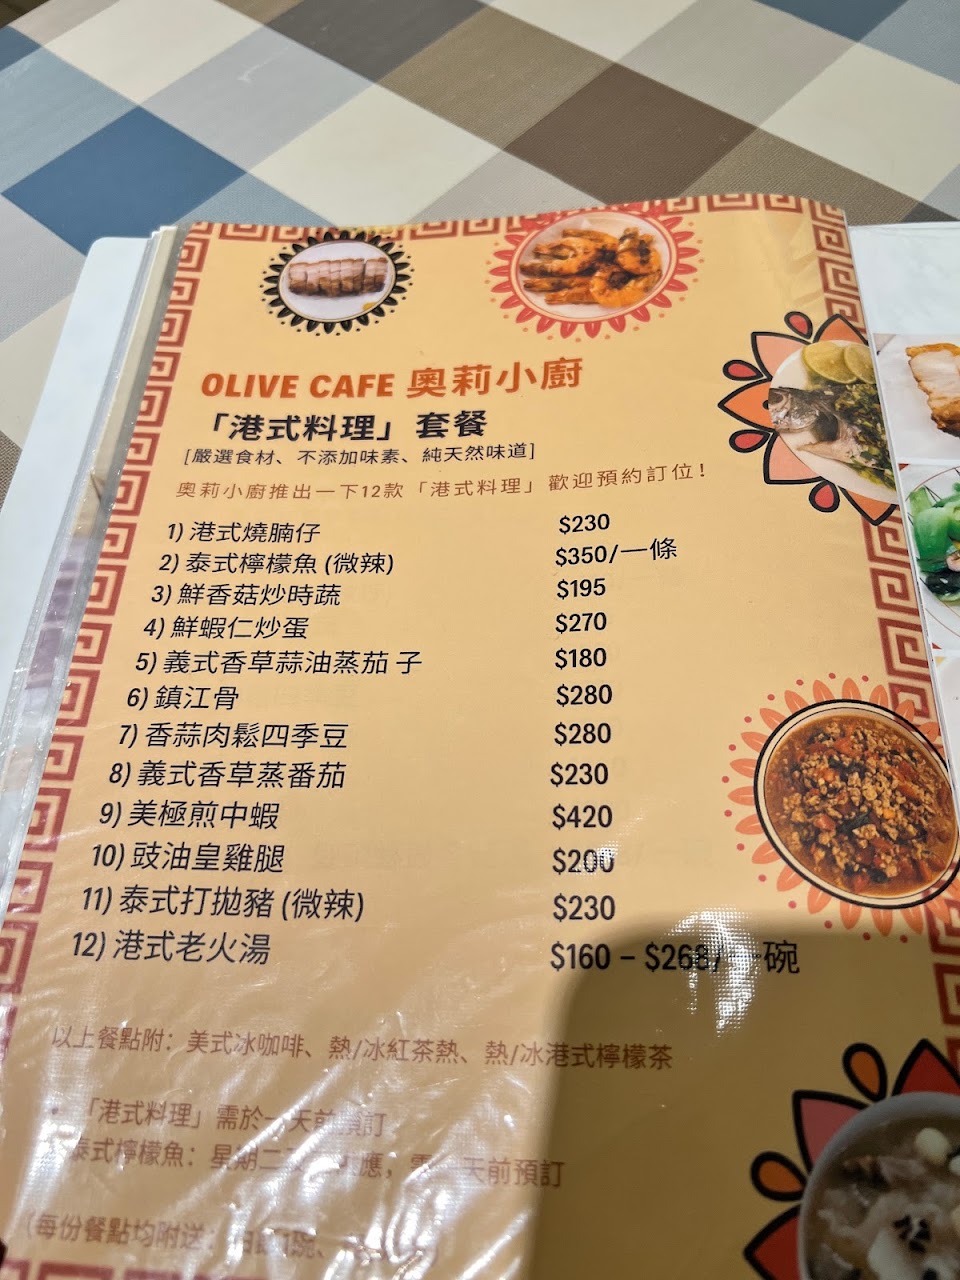 OLIVE CAFE 奧莉小廚
「港式料理」套餐
[嚴選食材、不添加味素、純天然味道]
奧莉小廚推出一下12款「港式料理」歡迎預約訂位!
1) 港式燒腩仔 $230
2) 泰式檸檬魚 (微辣) $350/一條
3) 鮮香菇炒時蔬 $195
4) 鮮蝦仁炒蛋 $270
5) 義式香草蒜油蒸茄 子 $180
6) 鎮江骨 $280
7) 香蒜肉鬆四季豆 $280
8) 義式香草蒸番茄 $230
9) 美極煎中蝦 $420
10) 豉油皇雞腿 $200
11) 泰式打拋豬 (微辣) $230
12) 港式老火湯 $160 – $268/一碗
以上餐點附: 美式冰咖啡、熱/冰紅茶熱、熱/冰港式檸檬茶
• 「港式料理」需於一天前預訂
泰式檸檬魚: 星期二 應, 天前預訂
(每份餐點均附送: 1碗、